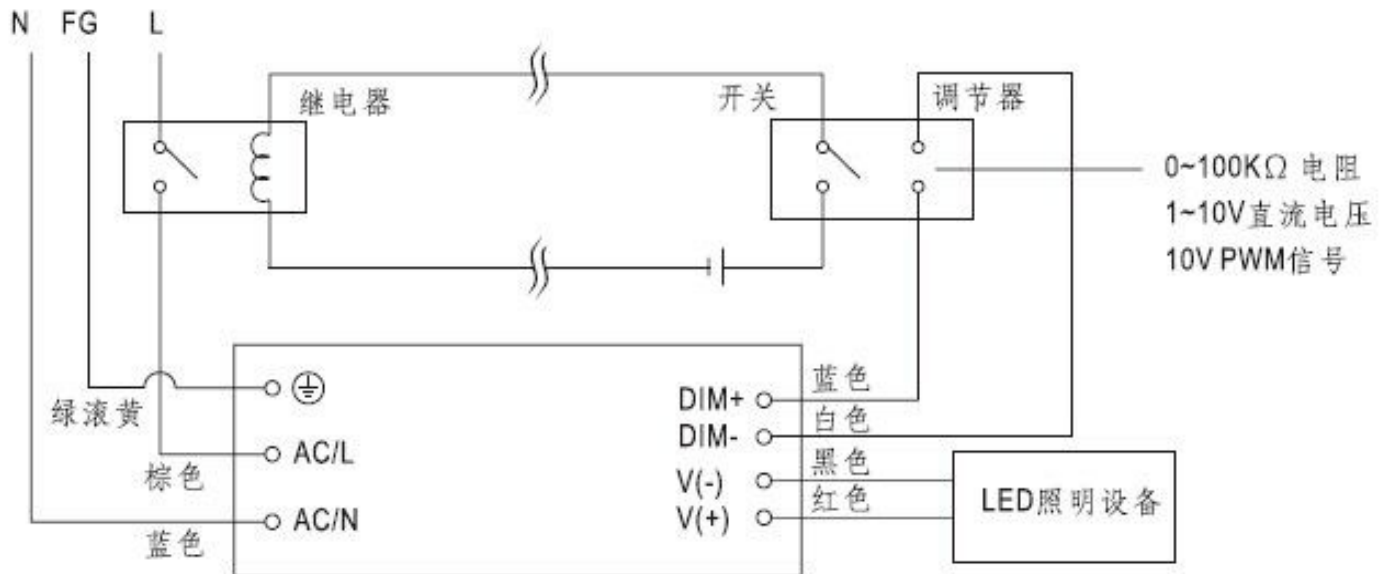 N FG L
继电器
开关
调节器
0~100KΩ 电阻
1~10V直流电压
10V PWM信号
绿滚黄
棕色
AC/L
蓝色
AC/N
DIM+
蓝色
DIM-
白色
V(-)
黑色
V(+)
红色
LED照明设备